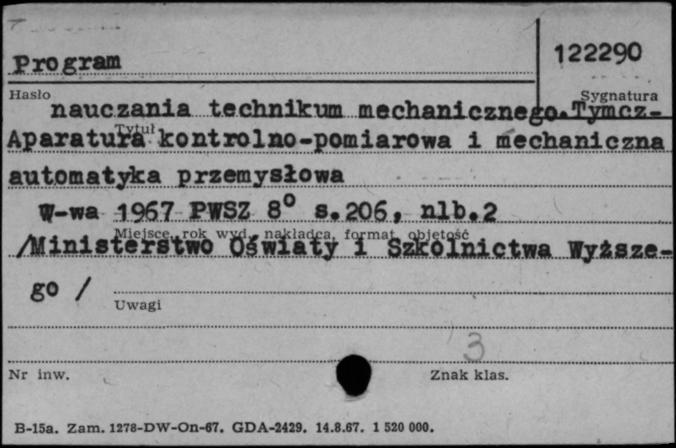 Program
122290
Hasło
Sygnatura
nauczania technikum mechanicznego.Tymcz-
Tytuł
Aparatura kontrolno-pomiarowa i mechaniczna
automatyka przemysłowa
W-wa 1967 PWSZ 8° s.206, nlb.2
Miejsce, rok wyd., nakładca, format, objętość
/Ministerstwo Oświaty i Szkolnictwa Wyższe-
go /
Uwagi
3
Nr inw.
Znak klas.
B-15a. Zam. 1278-DW-On-67. GDA-2429. 14.8.67. 1 520 000.